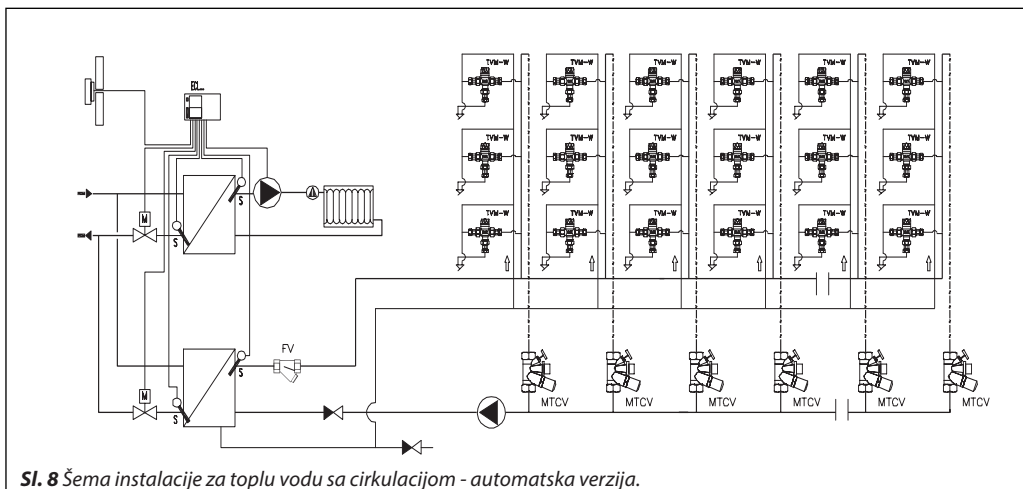 TVM-W TVM-W TVM-W TVM-W TVM-W TVM-W
ECL
TVM-W TVM-W TVM-W TVM-W TVM-W TVM-W
M S
S
TVM-W TVM-W TVM-W TVM-W TVM-W TVM-W
FV
S
M
S
MTCV MTCV MTCV MTCV MTCV MTCV
Sl. 8 Šema instalacije za toplu vodu sa cirkulacijom - automatska verzija.